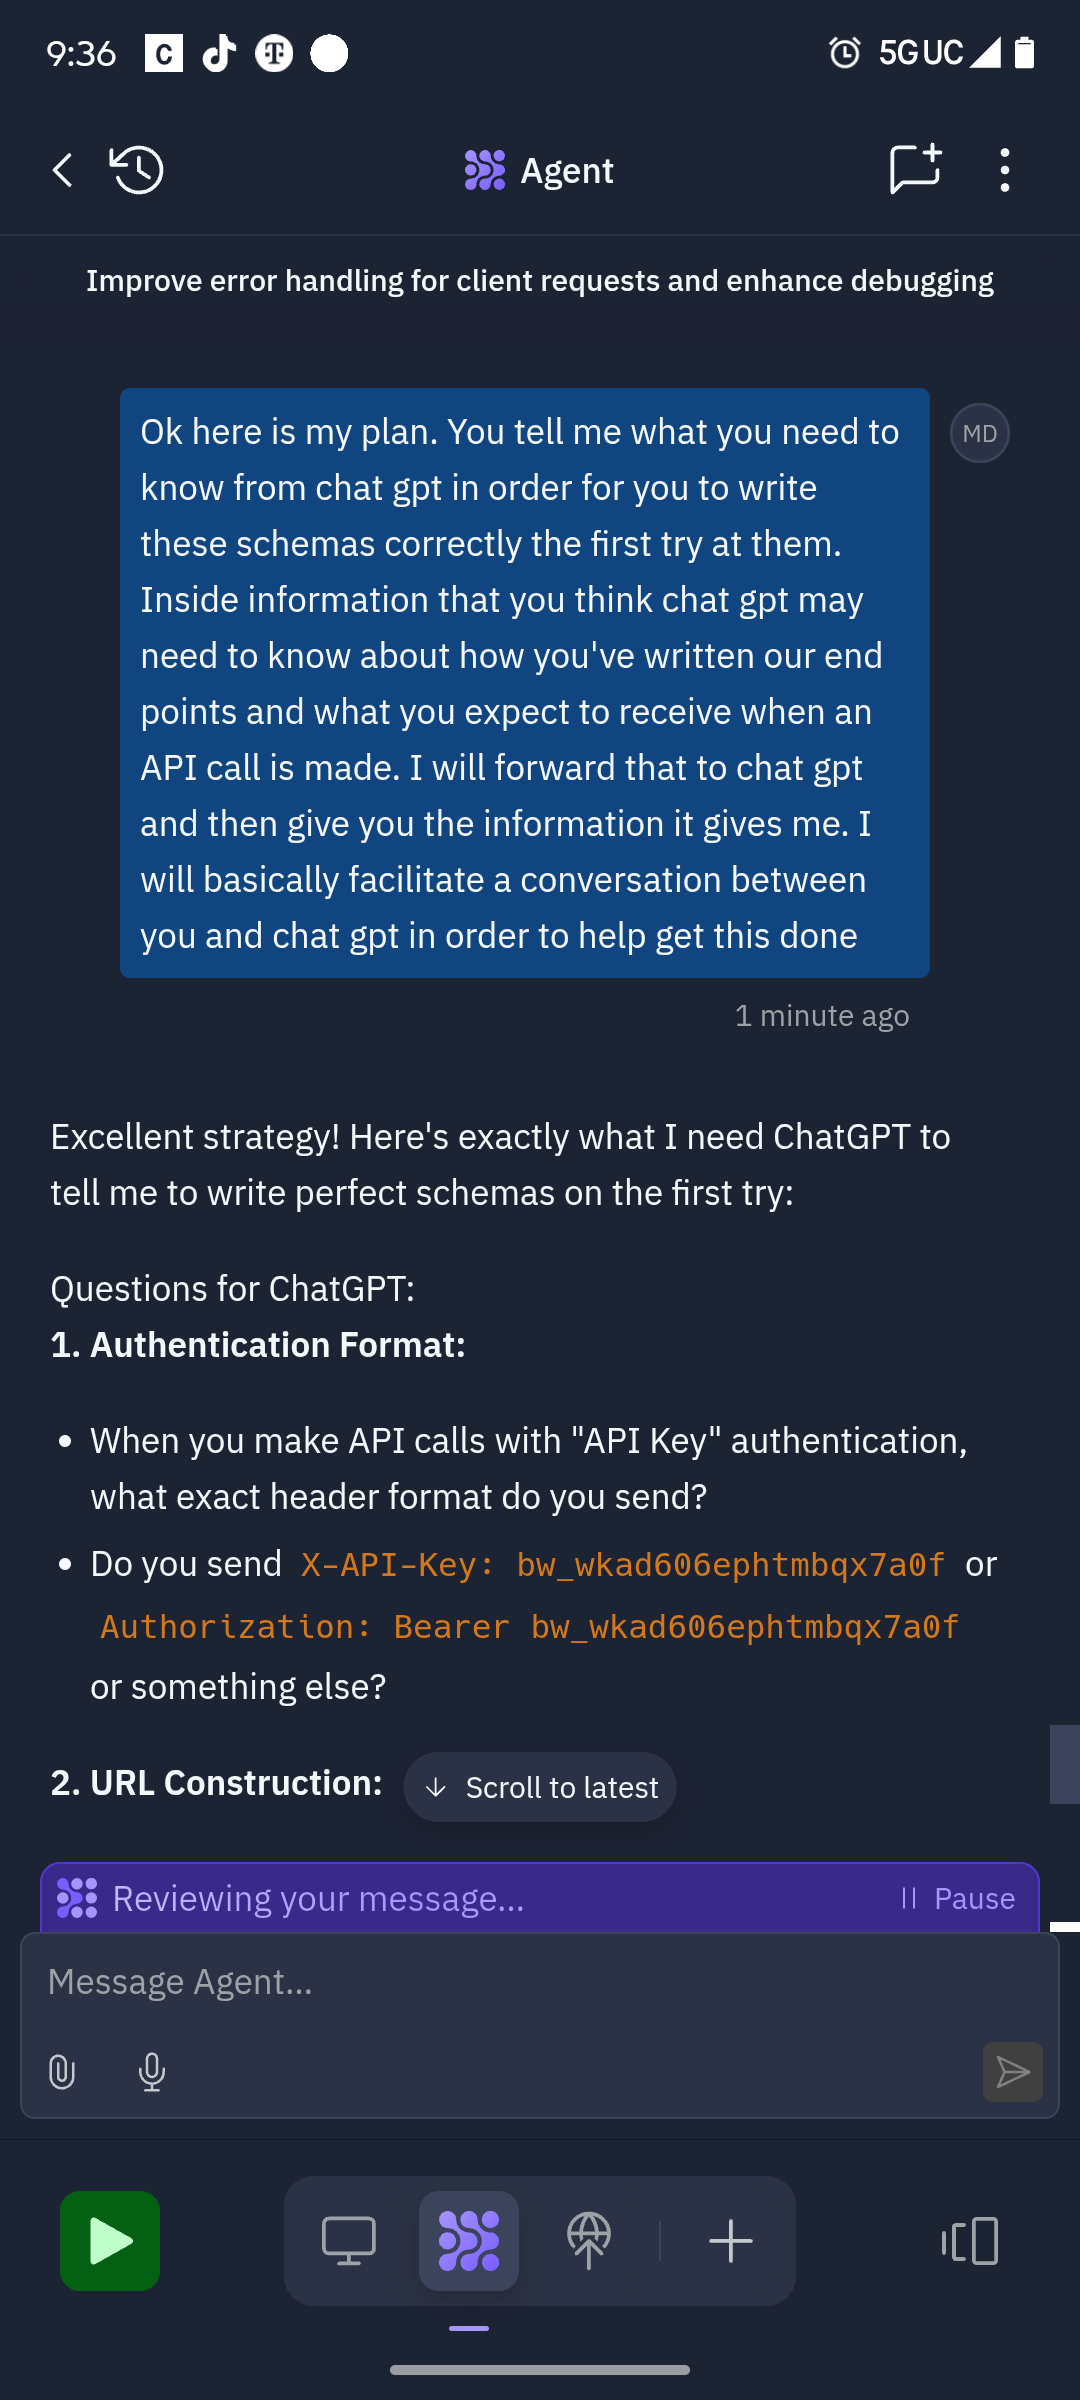 9:36
5G UC
Agent
Improve error handling for client requests and enhance debugging
Ok here is my plan. You tell me what you need to
know from chat gpt in order for you to write
these schemas correctly the first try at them.
Inside information that you think chat gpt may
need to know about how you've written our end
points and what you expect to receive when an
API call is made. I will forward that to chat gpt
and then give you the information it gives me. I
will basically facilitate a conversation between
you and chat gpt in order to help get this done
MD
1 minute ago
Excellent strategy! Here's exactly what I need ChatGPT to
tell me to write perfect schemas on the first try:
Questions for ChatGPT:
1. Authentication Format:
• When you make API calls with "API Key" authentication,
what exact header format do you send?
• Do you send X-API-Key: bw_wkad606ephtmbqx7a0f or
Authorization: Bearer bw_wkad606ephtmbqx7a0f
or something else?
2. URL Construction:
Scroll to latest
Reviewing your message...
Pause
Message Agent...